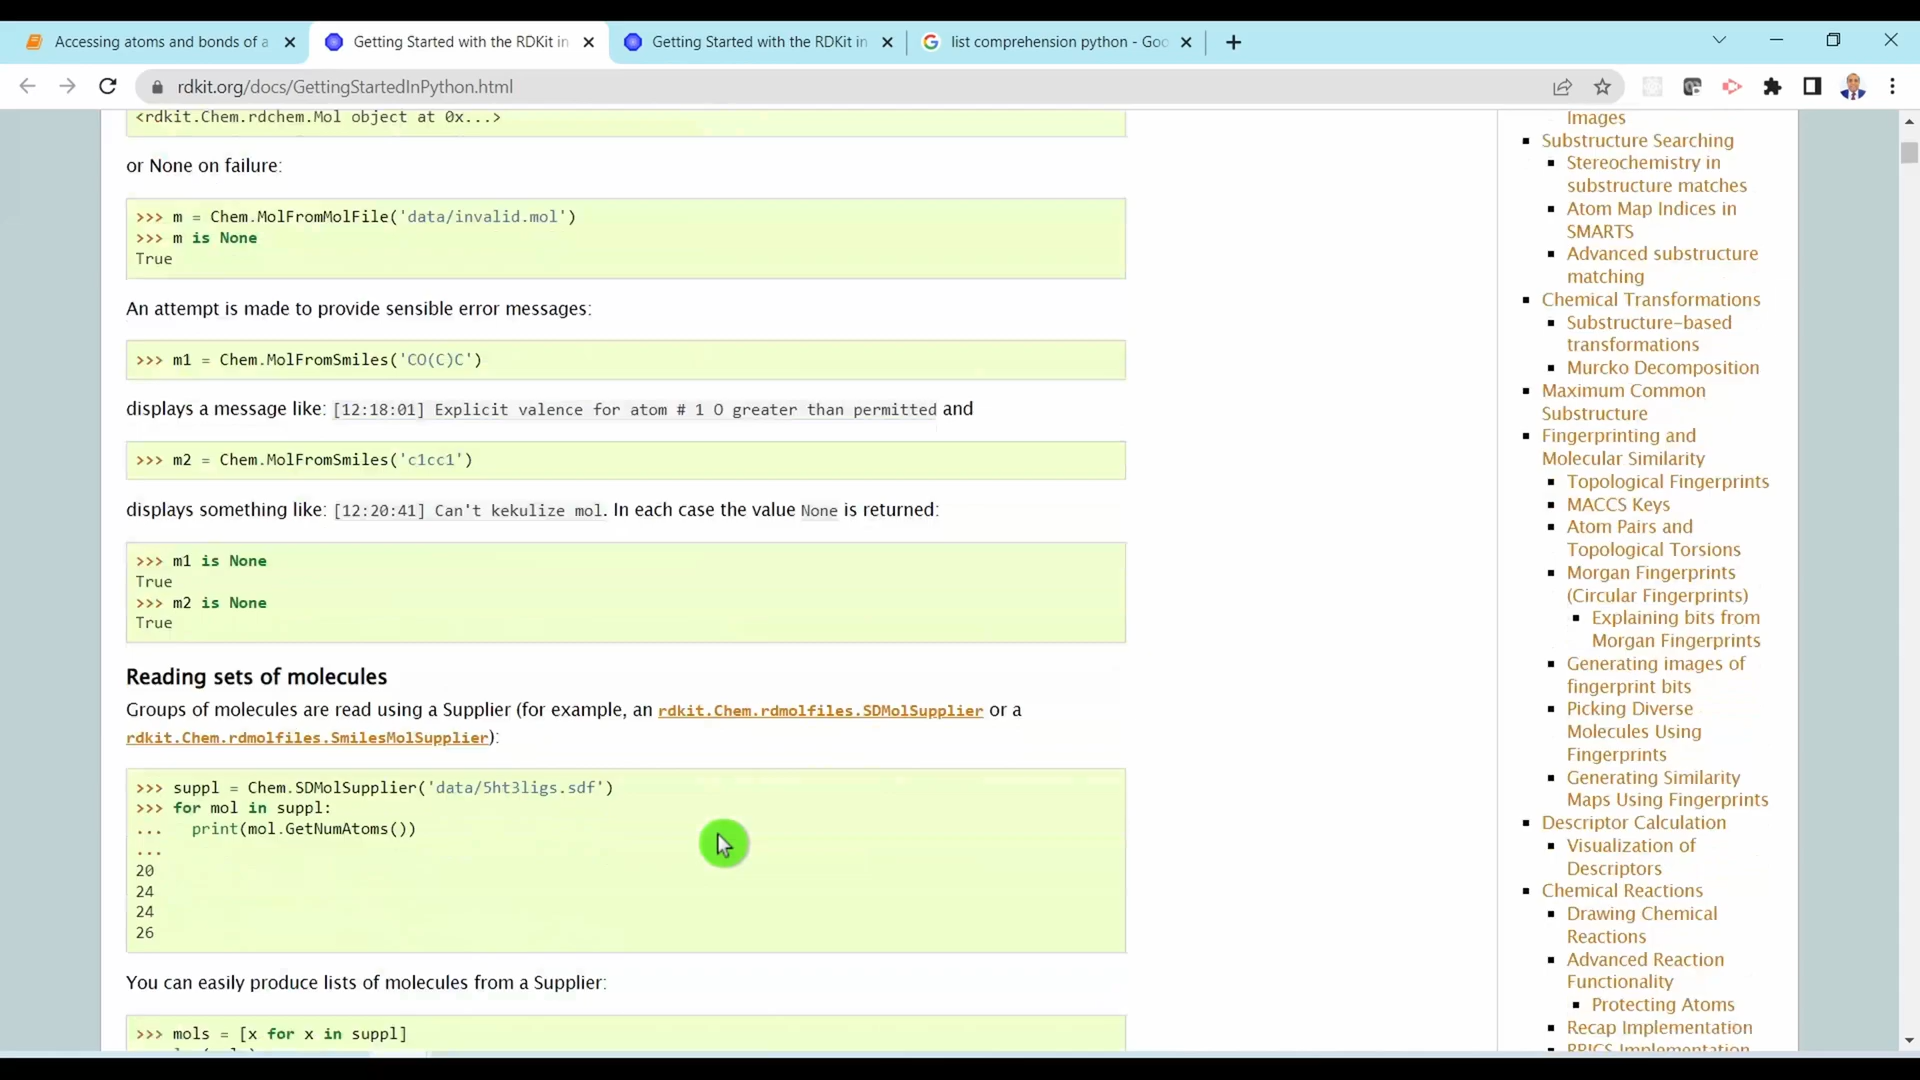 Accessing atoms and bonds of a
Getting Started with the RDKit in
Getting Started with the RDKit in
list comprehension python - Goo
rdkit.org/docs/GettingStartedInPython.html
<rdkit.Chem.rdchem.Mol object at 0x...>
or None on failure:
>>> m = Chem.MolFromMolFile('data/invalid.mol')
>>> m is None
True
An attempt is made to provide sensible error messages:
>>> m1 = Chem.MolFromSmiles('CO(C)C')
displays a message like: [12:18:01] Explicit valence for atom # 1 O greater than permitted and
>>> m2 = Chem.MolFromSmiles('c1cc1')
displays something like: [12:20:41] Can't kekulize mol. In each case the value None is returned:
>>> m1 is None
True
>>> m2 is None
True
Reading sets of molecules
Groups of molecules are read using a Supplier (for example, an rdkit.Chem.rdmolfiles.SDMolSupplier or a
rdkit.Chem.rdmolfiles.SmilesMolSupplier):
>>> suppl = Chem.SDMolSupplier('data/5ht3ligs.sdf')
>>> for mol in suppl:
...   print(mol.GetNumAtoms())
...
20
24
24
26
You can easily produce lists of molecules from a Supplier:
>>> mols = [x for x in suppl]
Images
Substructure Searching
Stereochemistry in
substructure matches
Atom Map Indices in
SMARTS
Advanced substructure
matching
Chemical Transformations
Substructure-based
transformations
Murcko Decomposition
Maximum Common
Substructure
Fingerprinting and
Molecular Similarity
Topological Fingerprints
MACCS Keys
Atom Pairs and
Topological Torsions
Morgan Fingerprints
(Circular Fingerprints)
Explaining bits from
Morgan Fingerprints
Generating images of
fingerprint bits
Picking Diverse
Molecules Using
Fingerprints
Generating Similarity
Maps Using Fingerprints
Descriptor Calculation
Visualization of
Descriptors
Chemical Reactions
Drawing Chemical
Reactions
Advanced Reaction
Functionality
Protecting Atoms
Recap Implementation
BRICS Implementation